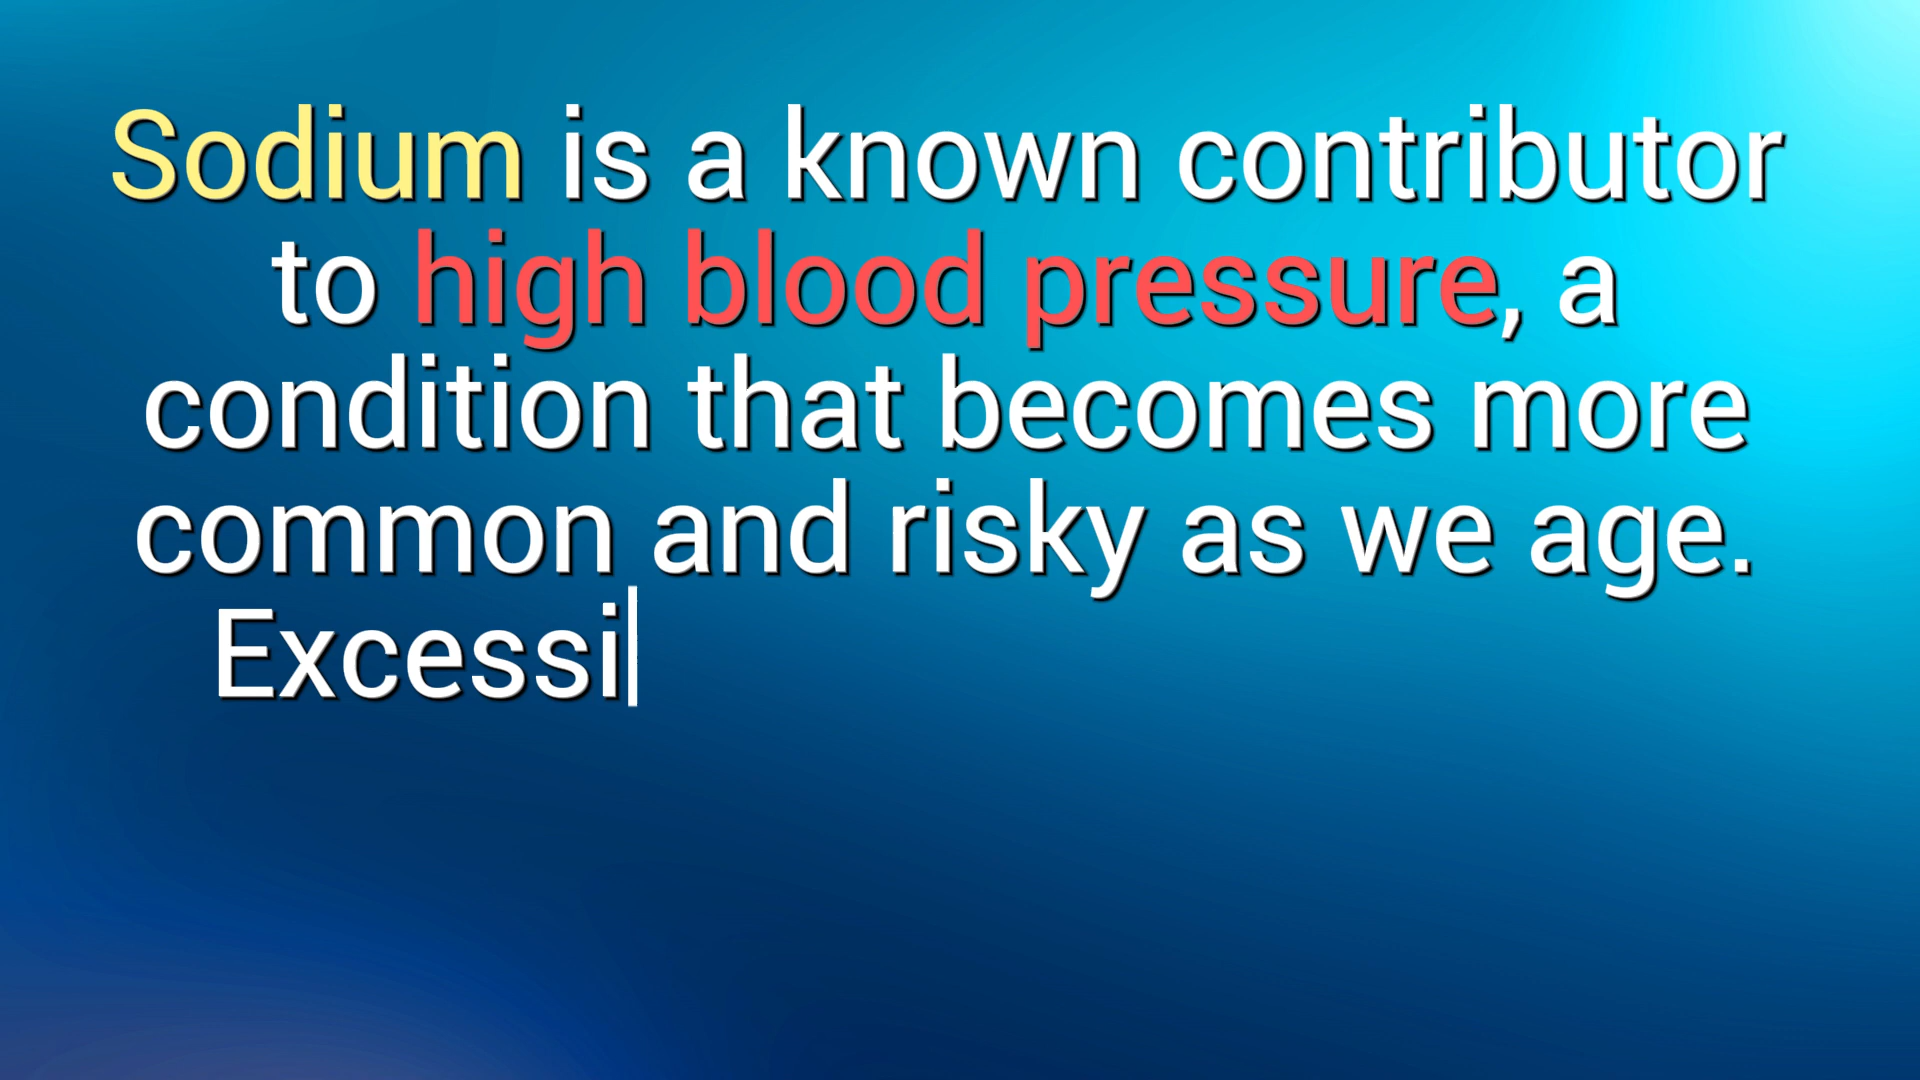 Sodium is a known contributor
to high blood pressure, a
condition that becomes more
common and risky as we age.
Excessi